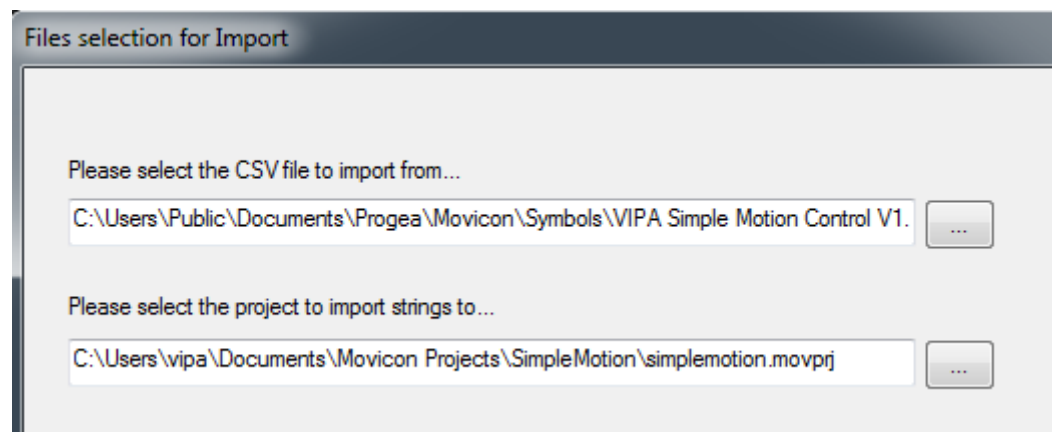 Files selection for Import
Please select the CSV file to import from...
C:\Users\Public\Documents\Progea\Movicon\Symbols\VIPA Simple Motion Control V1.
...
Please select the project to import strings to...
C:\Users\vipa\Documents\Movicon Projects\SimpleMotion\simplemotion.movprj
...